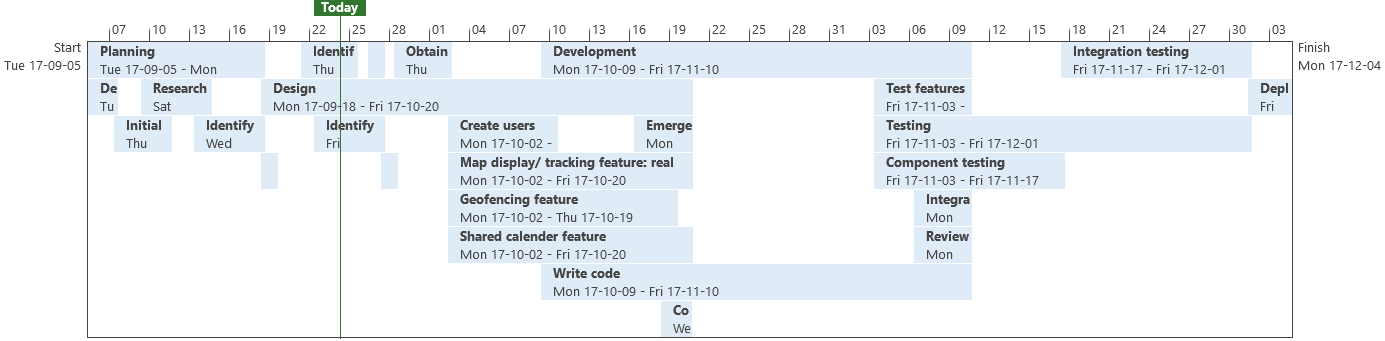 Today
07 10 13 16 19 22 25 28 01 04 07 10 13 16 19 22 25 28 31 03 06 09 12 15 18 21 24 27 30 03
Start
Tue 17-09-05
Finish
Mon 17-12-04
Planning Identif Obtain Development Integration testing
Tue 17-09-05 - Mon Thu Thu Mon 17-10-09 - Fri 17-11-10 Fri 17-11-17 - Fri 17-12-01
De Research Design Test features Depl
Tu Sat Mon 17-09-18 - Fri 17-10-20 Fri 17-11-03 - Fri
Initial Identify Identify Create users Emerge Testing
Thu Wed Fri Mon 17-10-02 - Mon Fri 17-11-03 - Fri 17-12-01
Map display/ tracking feature: real Component testing
Mon 17-10-02 - Fri 17-10-20 Fri 17-11-03 - Fri 17-11-17
Geofencing feature Integra
Mon 17-10-02 - Thu 17-10-19 Mon
Shared calender feature Review
Mon 17-10-02 - Fri 17-10-20 Mon
Write code
Mon 17-10-09 - Fri 17-11-10
Co
We